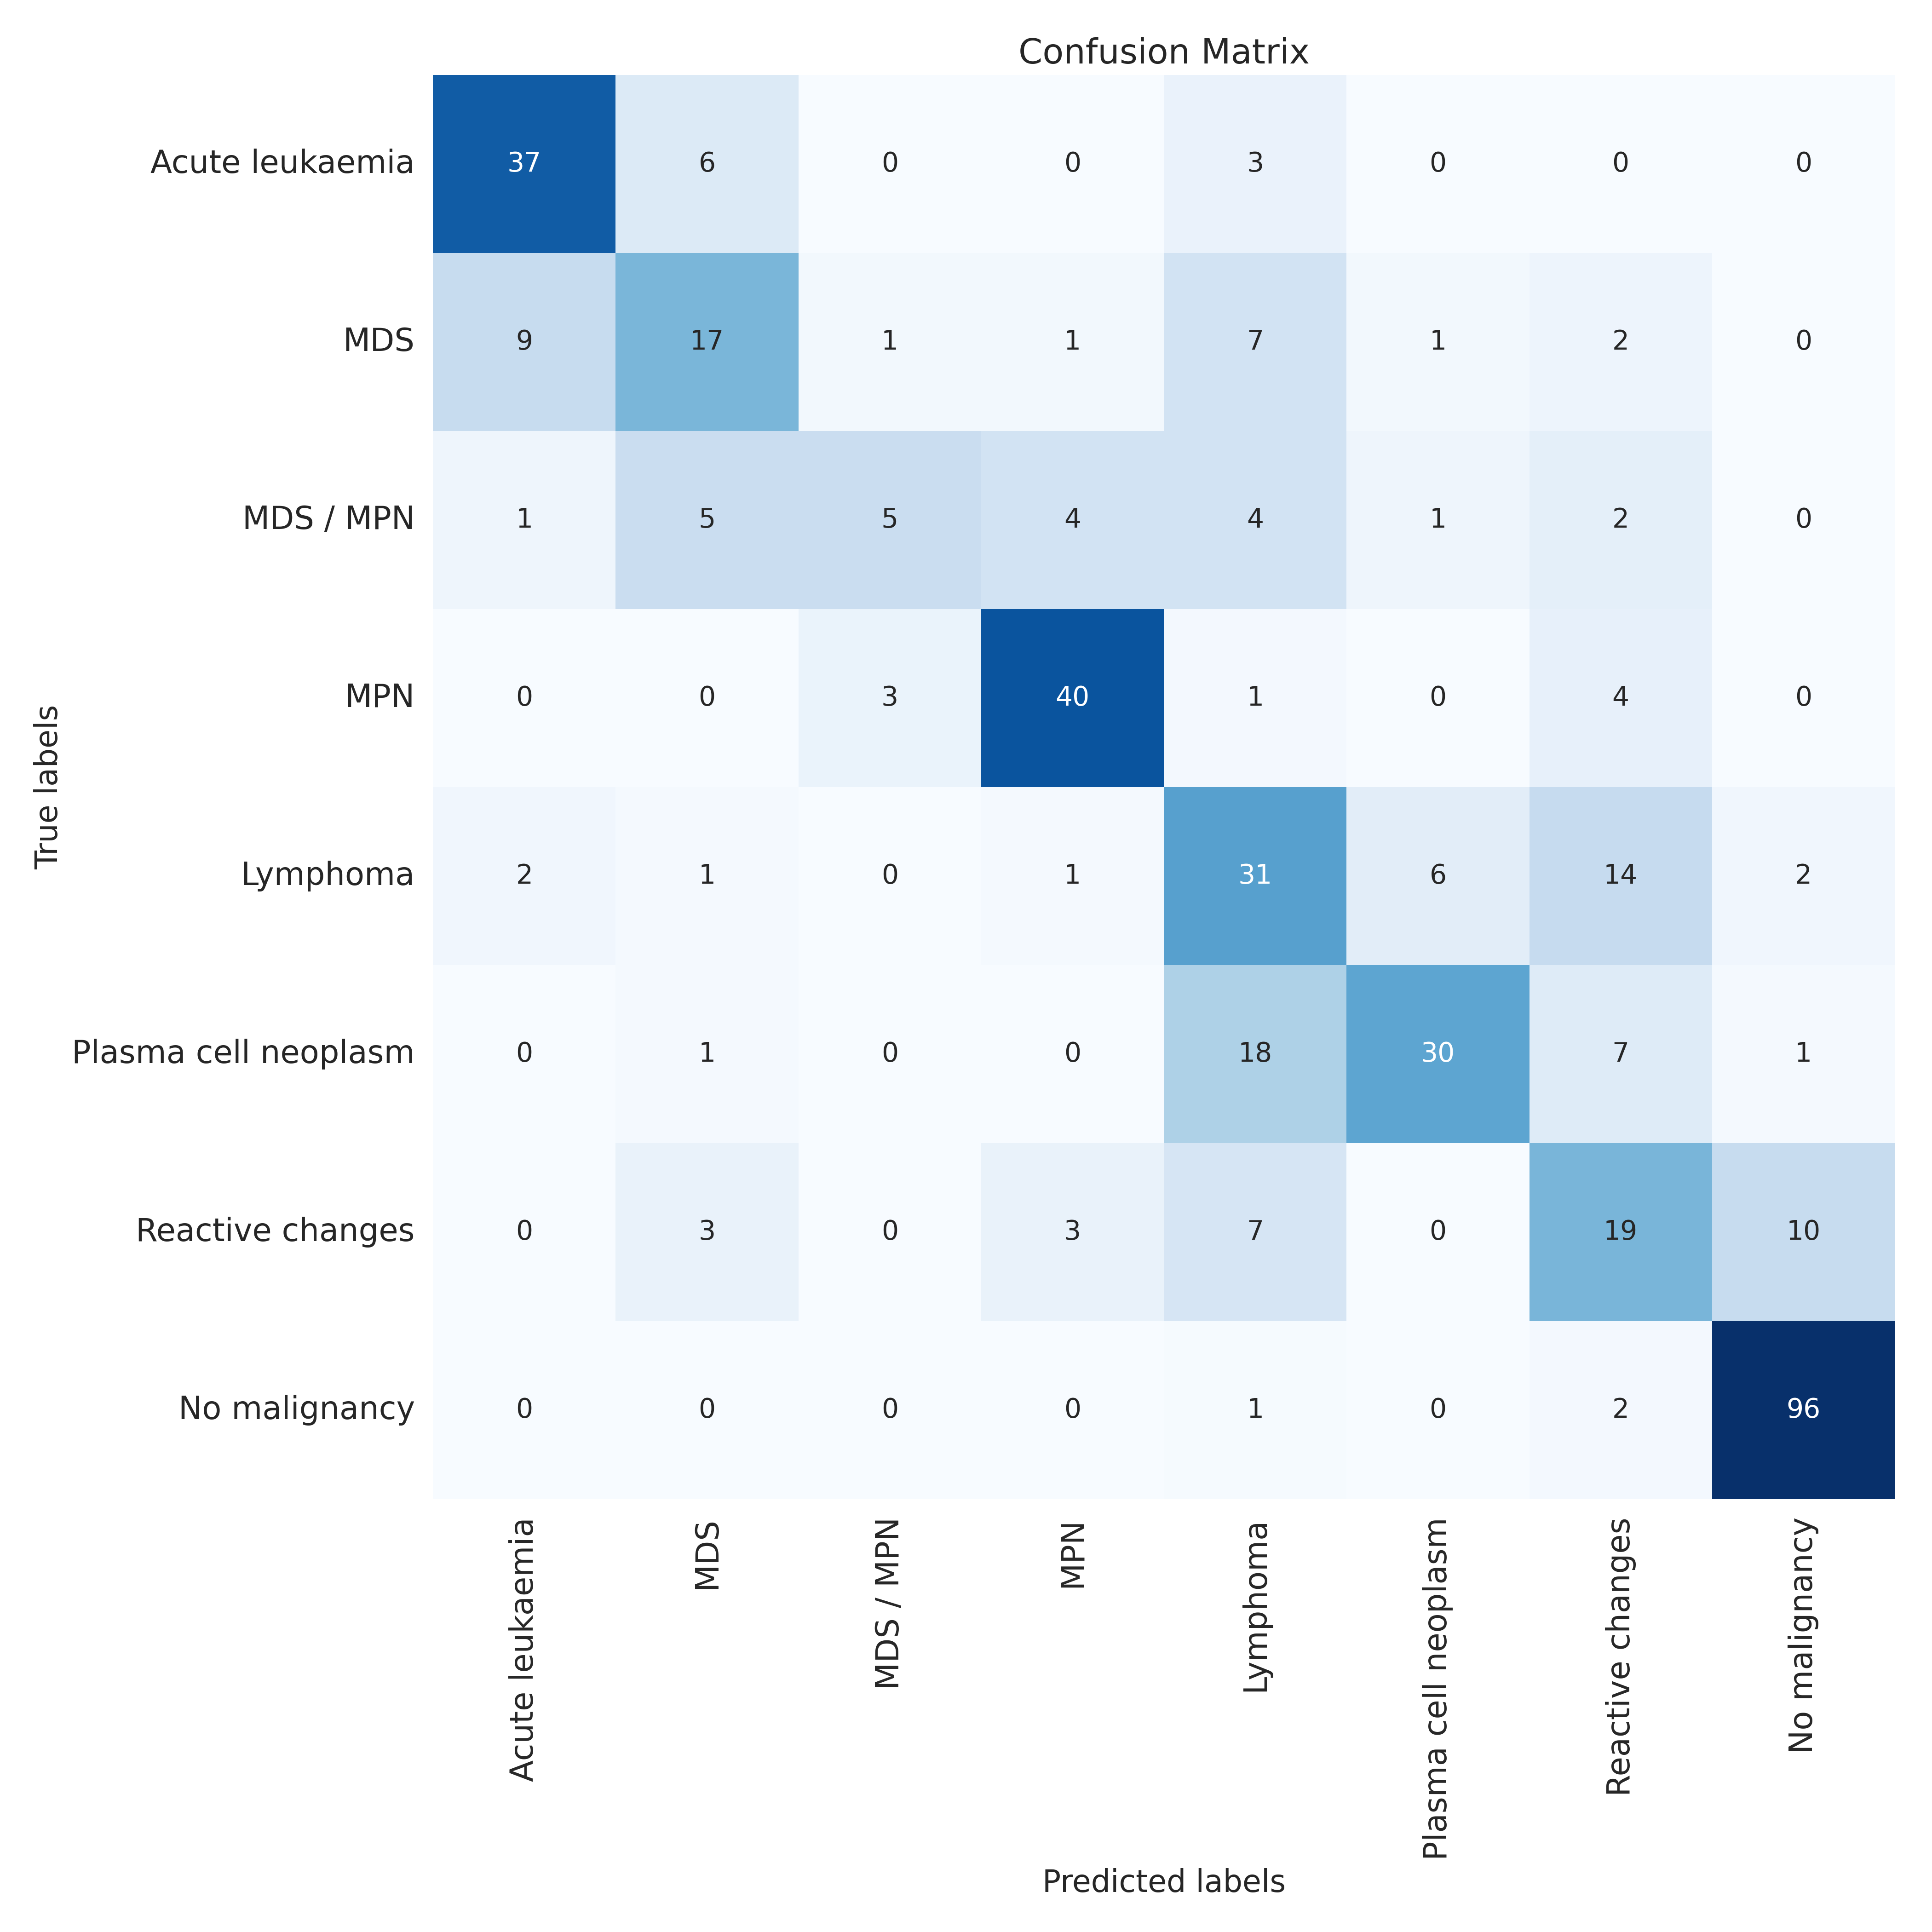 Confusion Matrix
Acute leukaemia 37 6 0 0 3 0 0 0
MDS 9 17 1 1 7 1 2 0
MDS / MPN 1 5 5 4 4 1 2 0
MPN 0 0 3 40 1 0 4 0
Lymphoma 2 1 0 1 31 6 14 2
Plasma cell neoplasm 0 1 0 0 18 30 7 1
Reactive changes 0 3 0 3 7 0 19 10
No malignancy 0 0 0 0 1 0 2 96
True labels
Acute leukaemia
MDS
MDS / MPN
MPN
Lymphoma
Plasma cell neoplasm
Reactive changes
No malignancy
Predicted labels